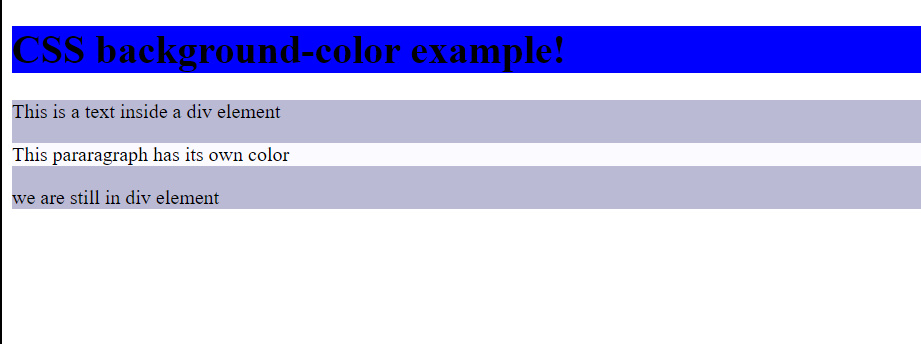 CSS background-color example!
This is a text inside a div element
This pararagraph has its own color
we are still in div element